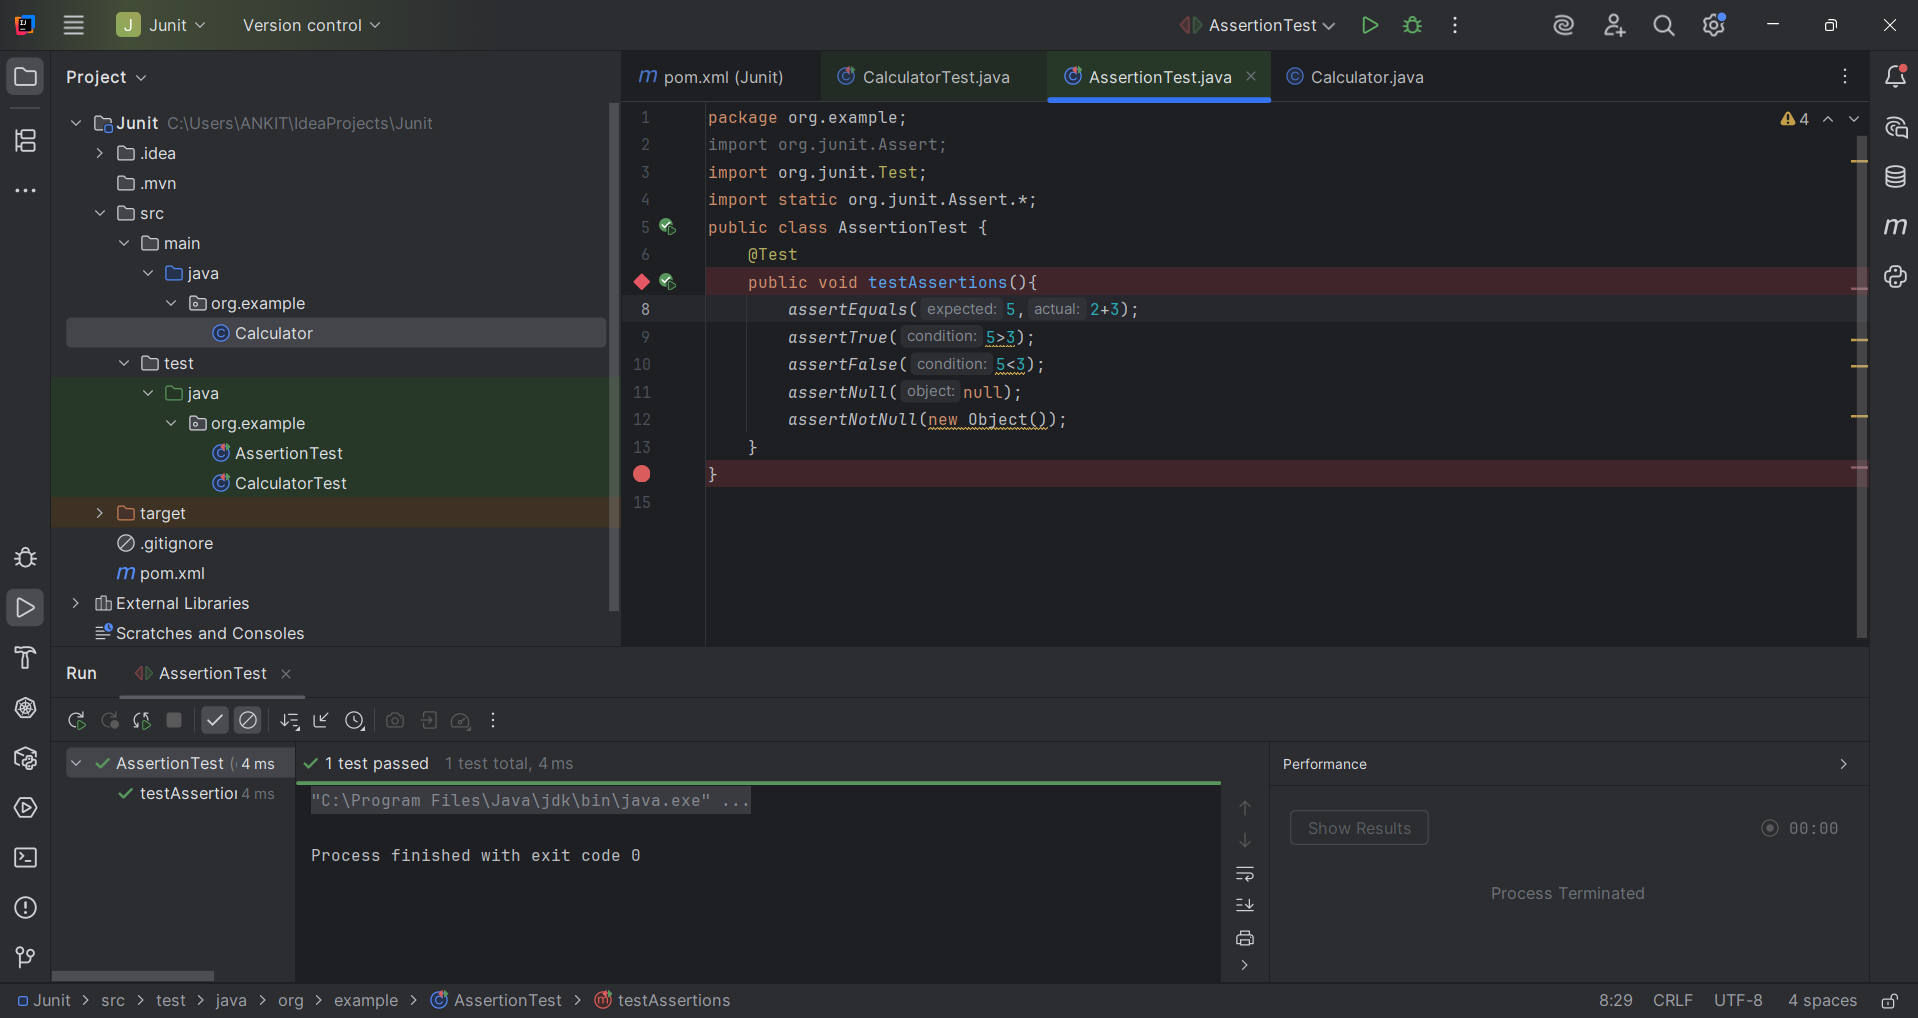 J Junit Version control AssertionTest
Project
pom.xml (Junit) CalculatorTest.java AssertionTest.java Calculator.java
Junit C:\Users\ANKIT\IdeaProjects\Junit
.idea
.mvn
src
main
java
org.example
Calculator
test
java
org.example
AssertionTest
CalculatorTest
target
.gitignore
pom.xml
External Libraries
Scratches and Consoles
4
1 package org.example;
2 import org.junit.Assert;
3 import org.junit.Test;
4 import static org.junit.Assert.*;
5 public class AssertionTest {
6 @Test
public void testAssertions(){
8 assertEquals( expected: 5, actual: 2+3);
9 assertTrue( condition: 5>3);
10 assertFalse( condition: 5<3);
11 assertNull( object: null);
12 assertNotNull(new Object());
13 }
}
15
Run AssertionTest
AssertionTest ( 4 ms
testAssertion 4 ms
1 test passed 1 test total, 4 ms
"C:\Program Files\Java\jdk\bin\java.exe" ...
Process finished with exit code 0
Performance
Show Results 00:00
Process Terminated
Junit > src > test > java > org > example > AssertionTest > testAssertions
8:29 CRLF UTF-8 4 spaces